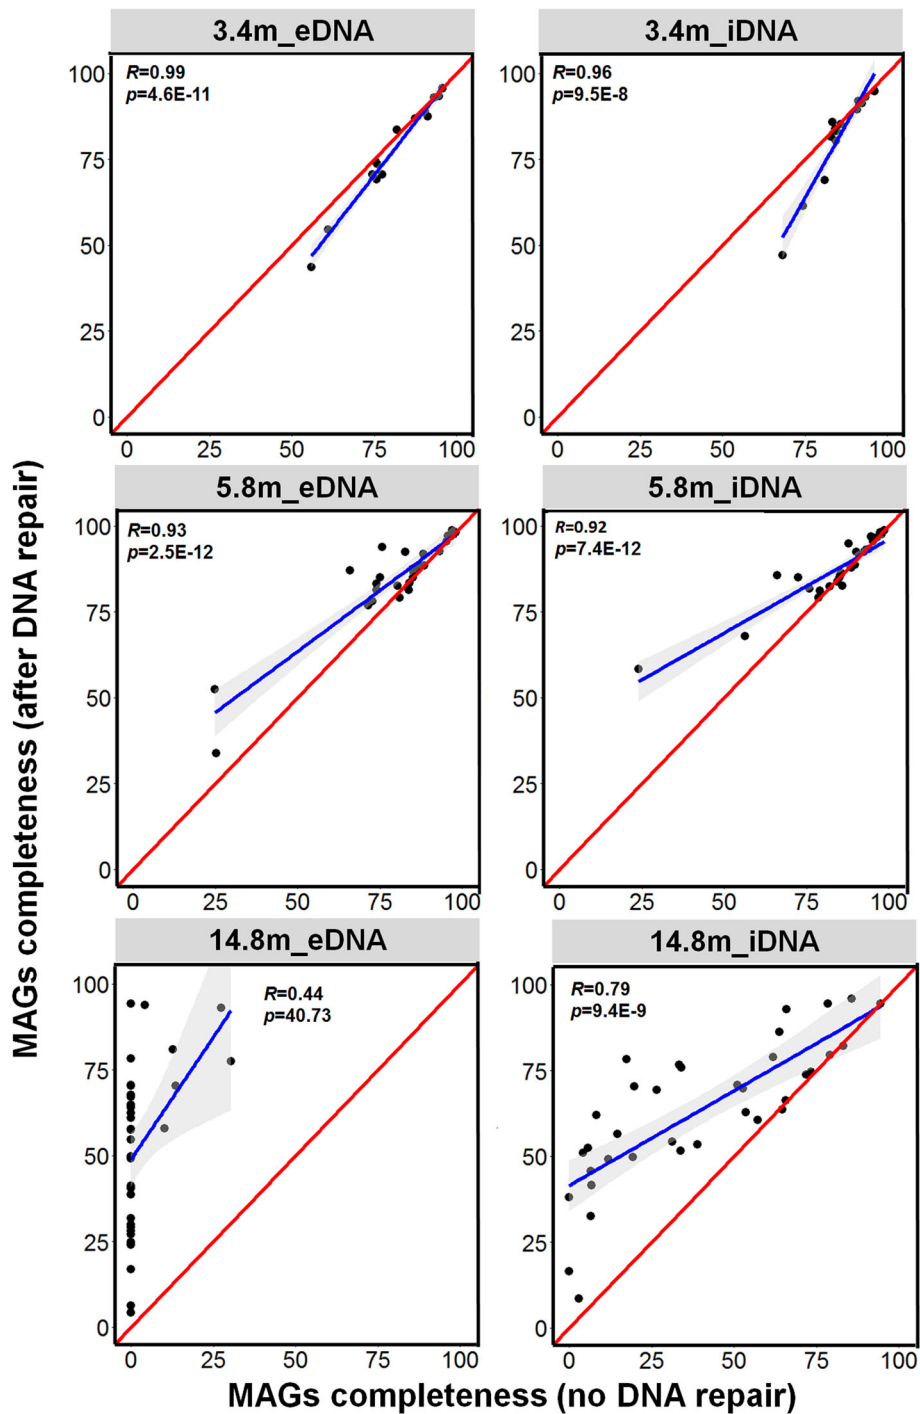 3.4m_eDNA
3.4m_iDNA
R=0.99
p=4.6E-11
R=0.96
p=9.5E-8
100
75
50
25
0
0 25 50 75 100
100
75
50
25
0
0 25 50 75 100
5.8m_eDNA
5.8m_iDNA
R=0.93
p=2.5E-12
R=0.92
p=7.4E-12
100
75
50
25
0
0 25 50 75 100
100
75
50
25
0
0 25 50 75 100
14.8m_eDNA
14.8m_iDNA
R=0.44
p=40.73
R=0.79
p=9.4E-9
100
75
50
25
0
0 25 50 75 100
100
75
50
25
0
0 25 50 75 100
MAGs completeness (after DNA repair)
MAGs completeness (no DNA repair)